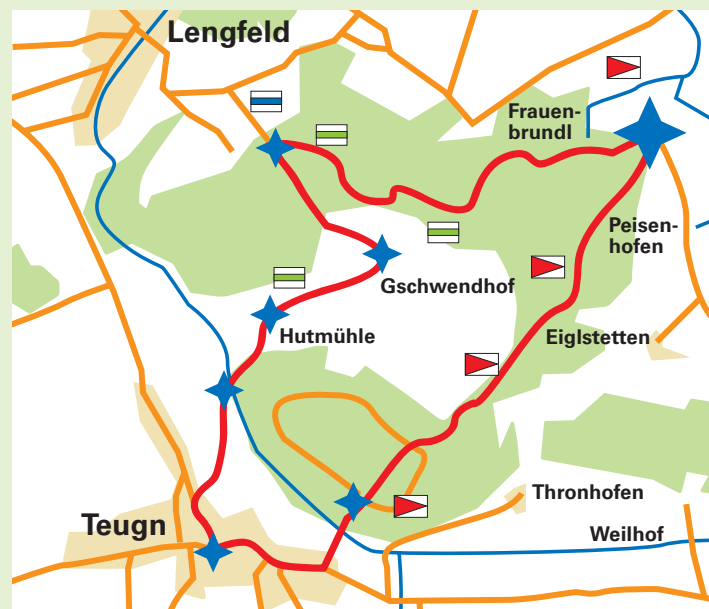 Lengfeld
Frauen-
brundl
Peisen-
hofen
Gschwendhof
Hutmühle
Eiglstetten
Thronhofen
Teugn
Weilhof